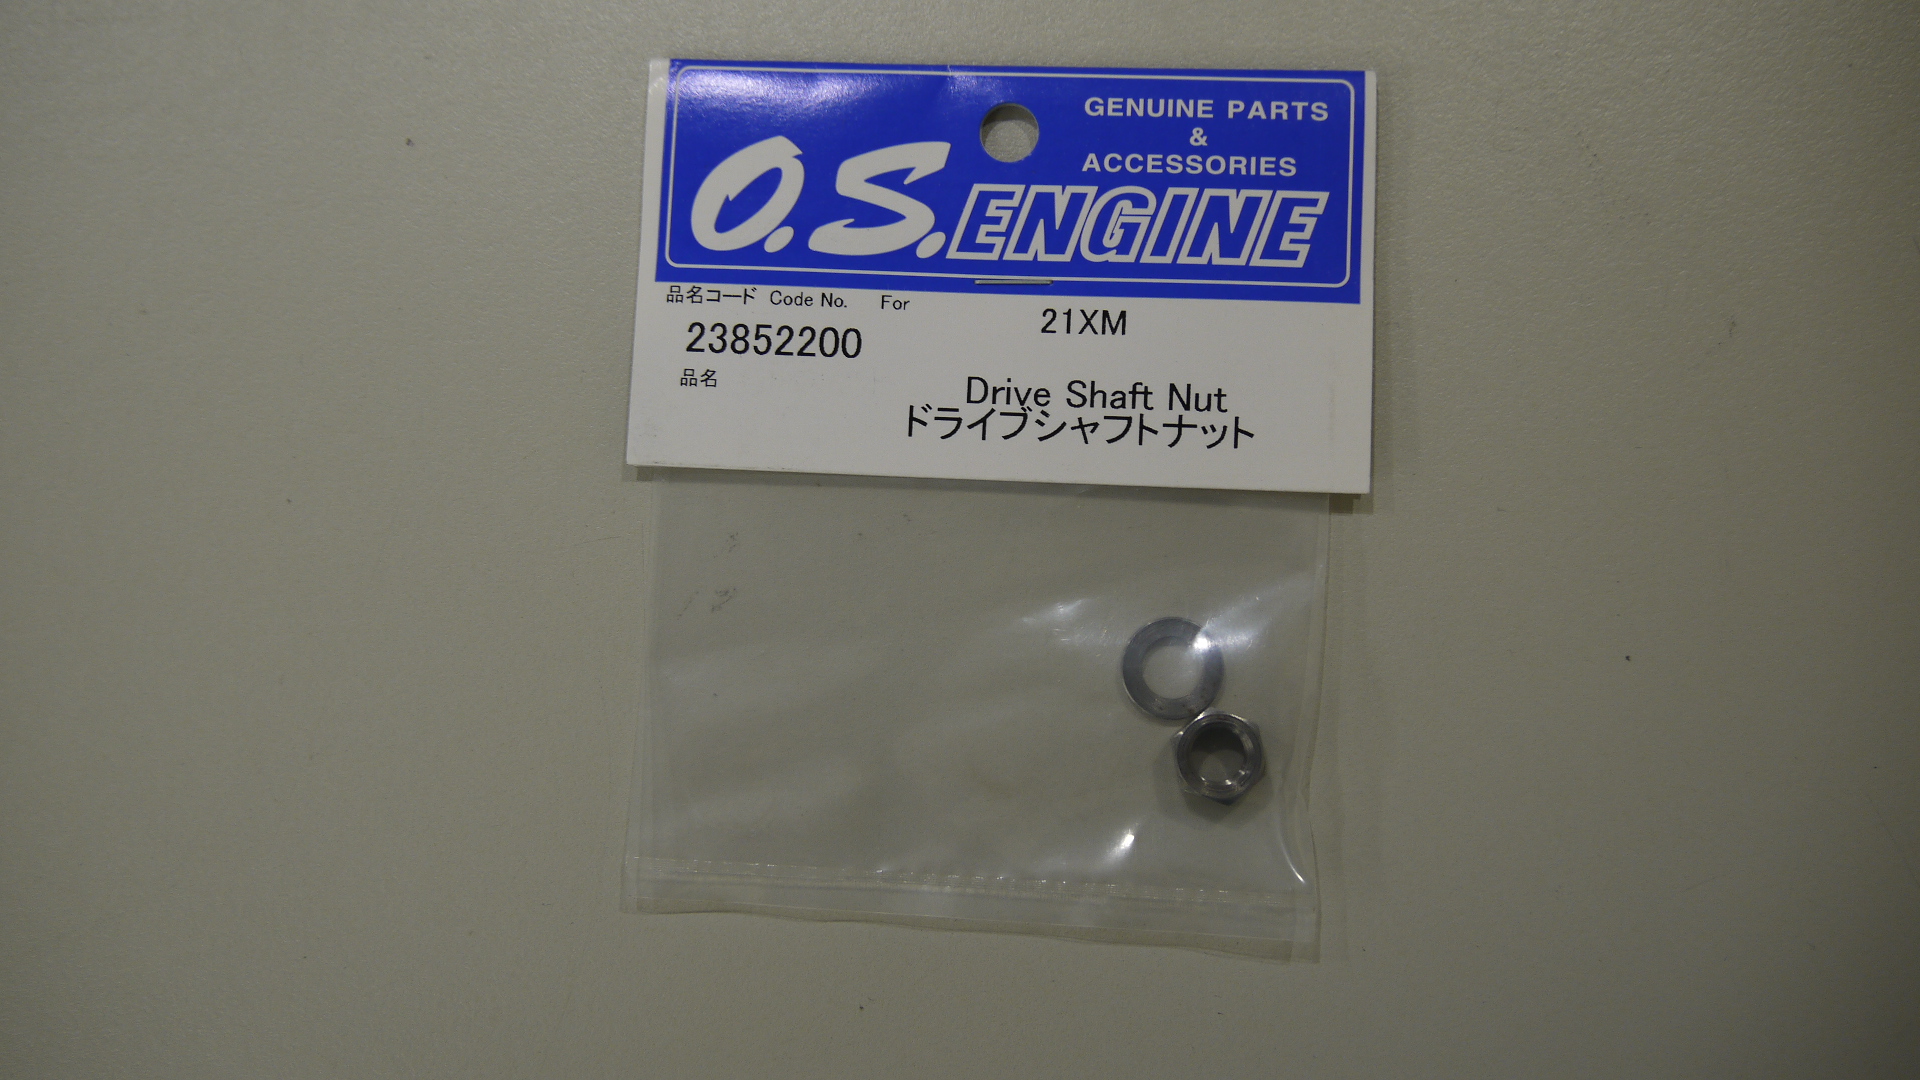 GENUINE PARTS
&
ACCESSORIES
O.S.ENGINE
品名コード Code No. For
21XM
23852200
品名
Drive Shaft Nut
ドライブシャフトナット